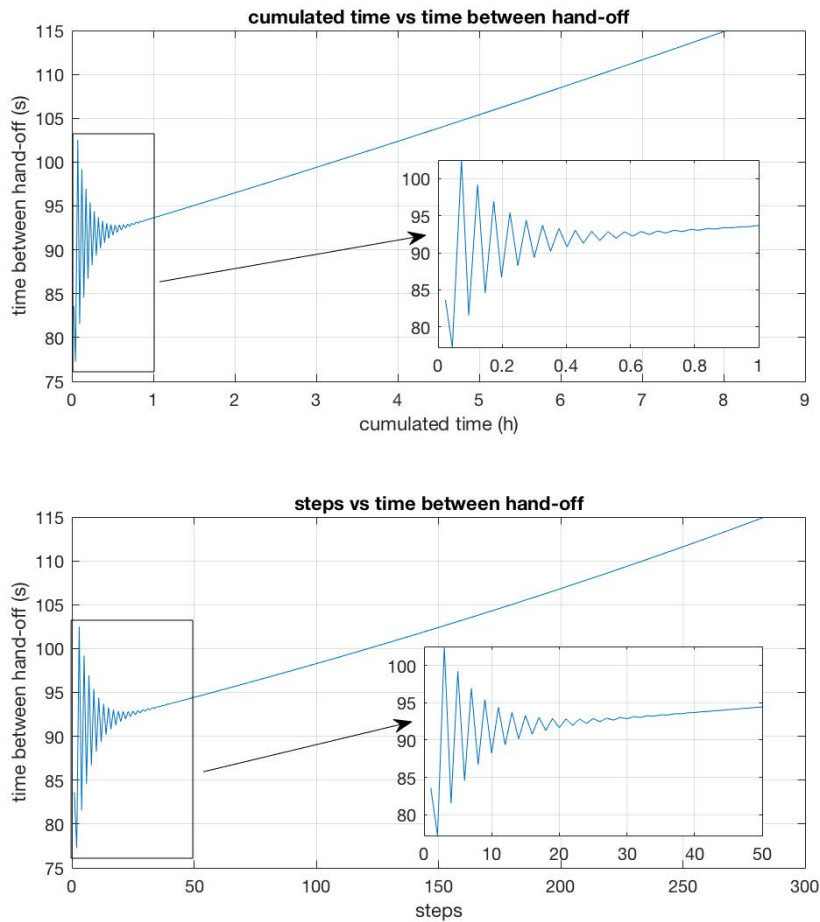 cumulated time vs time between hand-off
115
110
105
100
95
90
85
80
75
time between hand-off (s)
100
95
90
85
80
0 0.2 0.4 0.6 0.8 1
0 1 2 3 4 5 6 7 8 9
cumulated time (h)
steps vs time between hand-off
115
110
105
100
95
90
85
80
75
time between hand-off (s)
100
95
90
85
80
0 10 20 30 40 50
0 50 100 150 200 250 300
steps